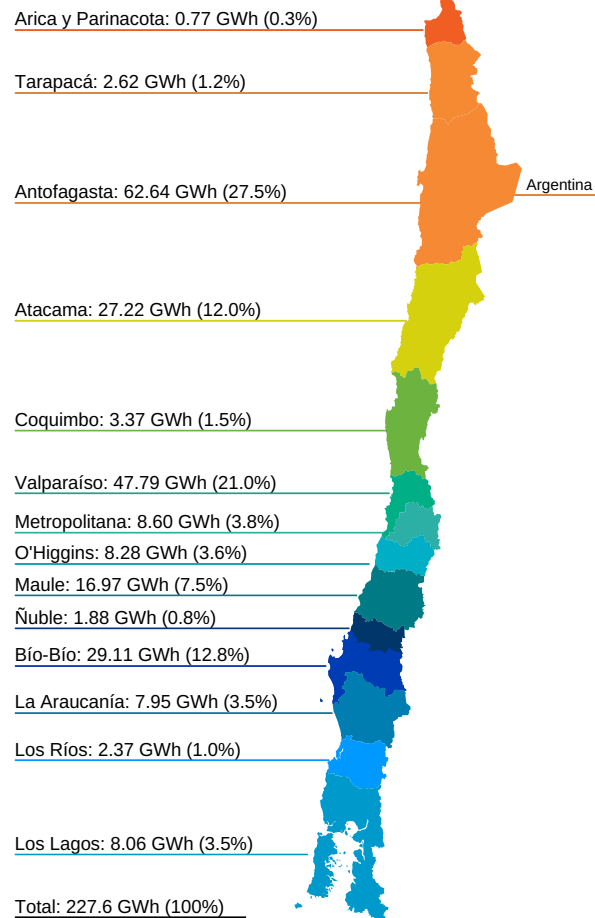 Arica y Parinacota: 0.77 GWh (0.3%)
Tarapacá: 2.62 GWh (1.2%)
Antofagasta: 62.64 GWh (27.5%)
Argentina
Atacama: 27.22 GWh (12.0%)
Coquimbo: 3.37 GWh (1.5%)
Valparaíso: 47.79 GWh (21.0%)
Metropolitana: 8.60 GWh (3.8%)
O'Higgins: 8.28 GWh (3.6%)
Maule: 16.97 GWh (7.5%)
Ñuble: 1.88 GWh (0.8%)
Bío-Bío: 29.11 GWh (12.8%)
La Araucanía: 7.95 GWh (3.5%)
Los Ríos: 2.37 GWh (1.0%)
Los Lagos: 8.06 GWh (3.5%)
Total: 227.6 GWh (100%)